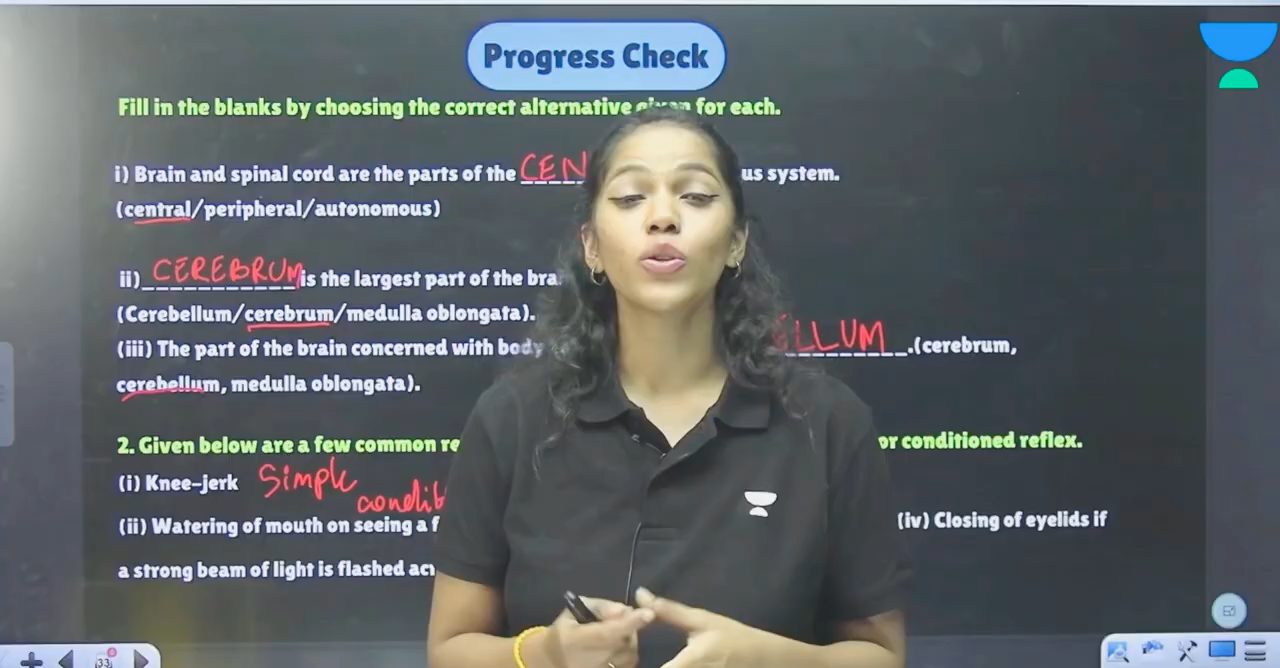 Progress Check
Fill in the blanks by choosing the correct alternative given for each.
i) Brain and spinal cord are the parts of the CEN us system.
(central/peripheral/autonomous)
ii) CEREBRUM is the largest part of the bra
(Cerebellum/cerebrum/medulla oblongata).
(iii) The part of the brain concerned with body ELLUM.(cerebrum,
cerebellum, medulla oblongata).
2. Given below are a few common re or conditioned reflex.
(i) Knee-jerk Simple
condit
(ii) Watering of mouth on seeing a f (iv) Closing of eyelids if
a strong beam of light is flashed
33